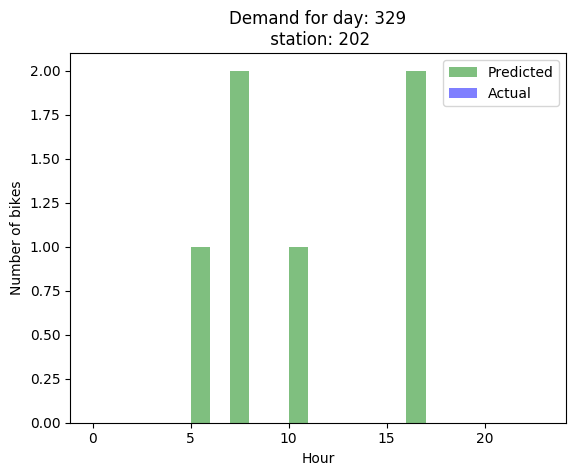 Demand for day: 329
station: 202
Predicted
Actual
2.00
1.75
1.50
1.25
1.00
0.75
0.50
0.25
0.00
Number of bikes
0 5 10 15 20
Hour